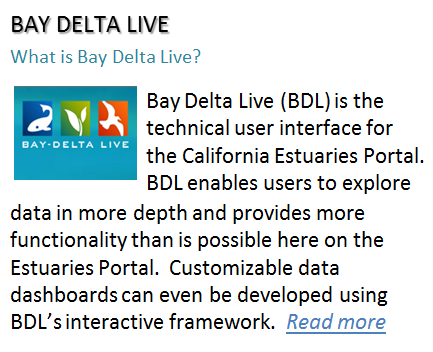 BAY DELTA LIVE
What is Bay Delta Live?
BAY-DELTA LIVE
Bay Delta Live (BDL) is the
technical user interface for
the California Estuaries Portal.
BDL enables users to explore
data in more depth and provides more
functionality than is possible here on the
Estuaries Portal.  Customizable data
dashboards can even be developed using
BDL’s interactive framework.  Read more